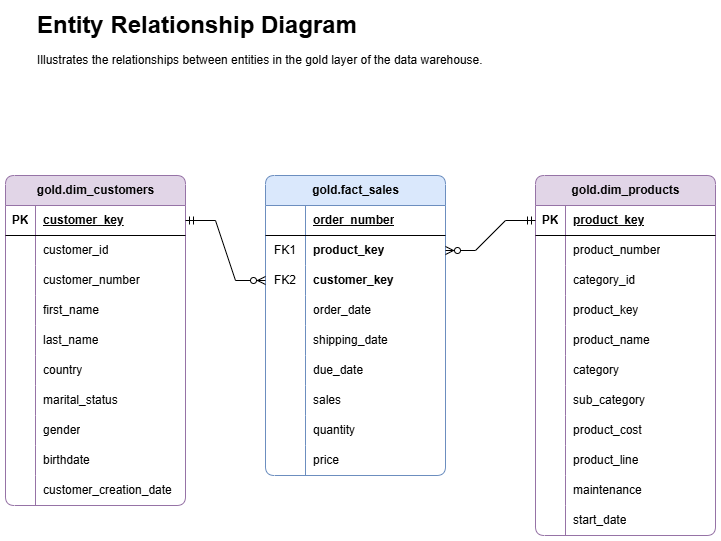 Entity Relationship Diagram
Illustrates the relationships between entities in the gold layer of the data warehouse.
gold.dim_customers
PK customer_key
customer_id
customer_number
first_name
last_name
country
marital_status
gender
birthdate
customer_creation_date
gold.fact_sales
order_number
FK1 product_key
FK2 customer_key
order_date
shipping_date
due_date
sales
quantity
price
gold.dim_products
PK product_key
product_number
category_id
product_key
product_name
category
sub_category
product_cost
product_line
maintenance
start_date